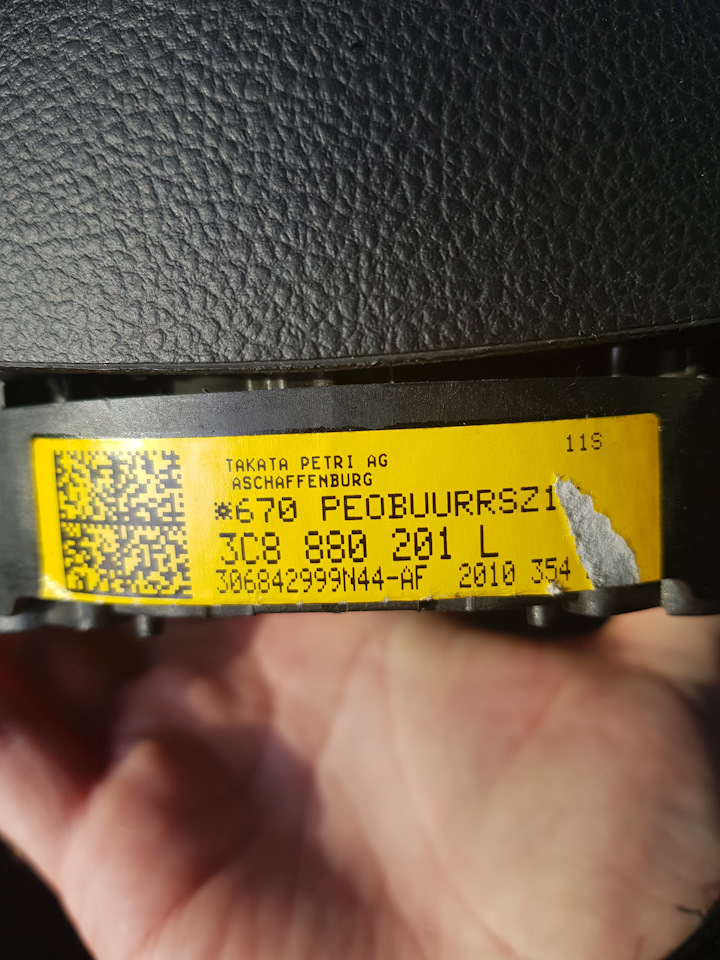 11S
TAKATA PETRI AG
ASCHAFFENBURG
*670 PEOBUURRSZ1
3C8 880 201 L
306842999N44-AF 2010 354